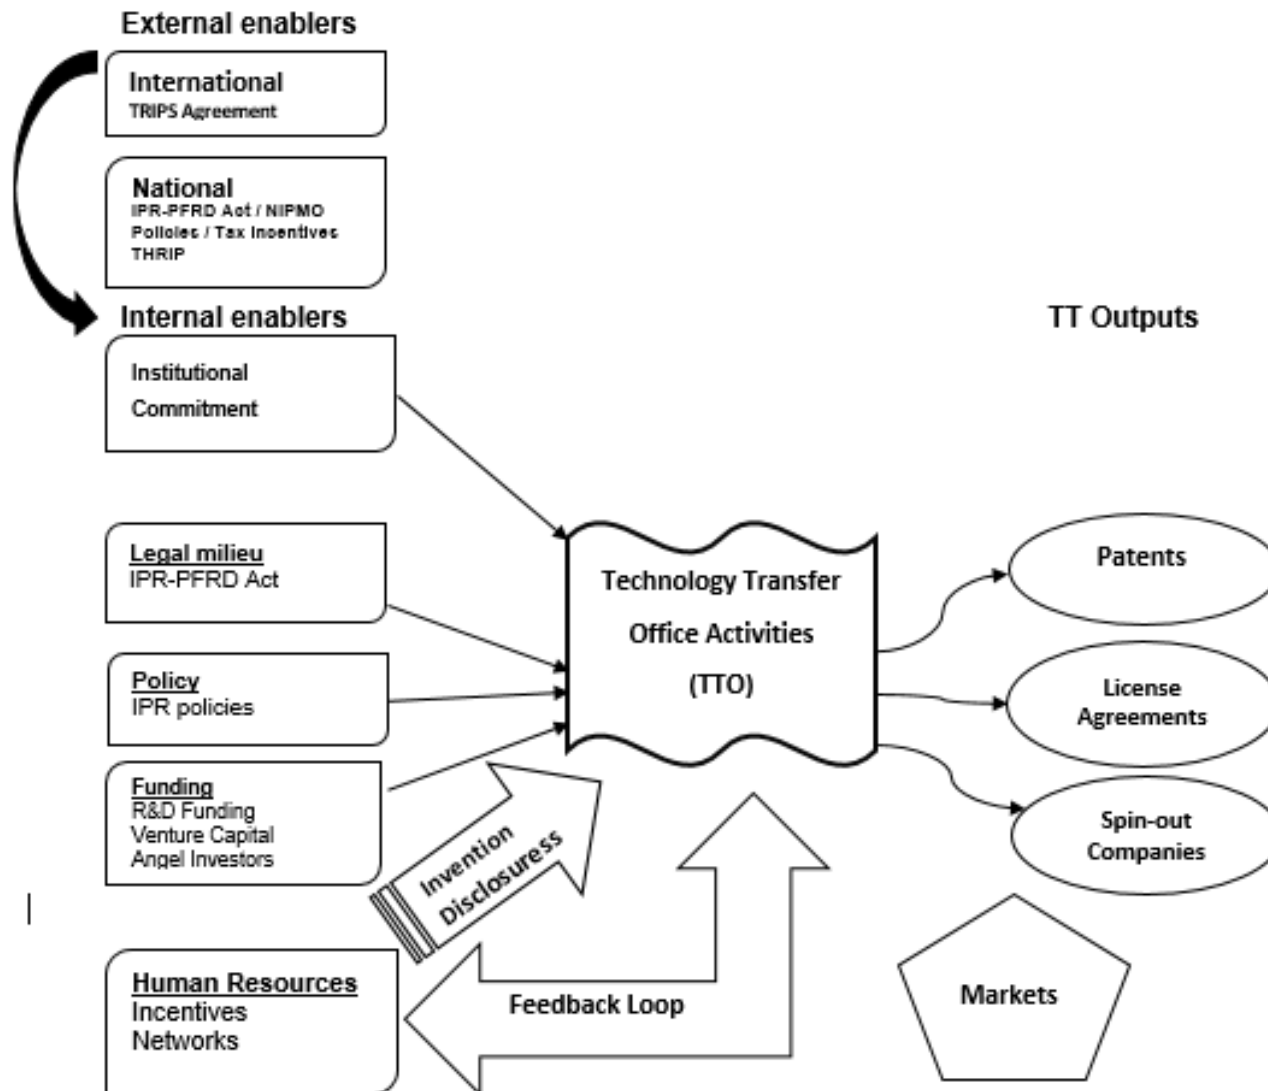 External enablers
International
TRIPS Agreement
National
IPR-PFRD Act / NIPMO
Policies / Tax Incentives
THRIP
Internal enablers
TT Outputs
Institutional
Commitment
Legal milieu
IPR-PFRD Act
Policy
IPR policies
Funding
R&D Funding
Venture Capital
Angel Investors
Technology Transfer
Office Activities
(TTO)
Patents
License
Agreements
Spin-out
Companies
Invention
Disclosuress
Human Resources
Incentives
Networks
Feedback Loop
Markets